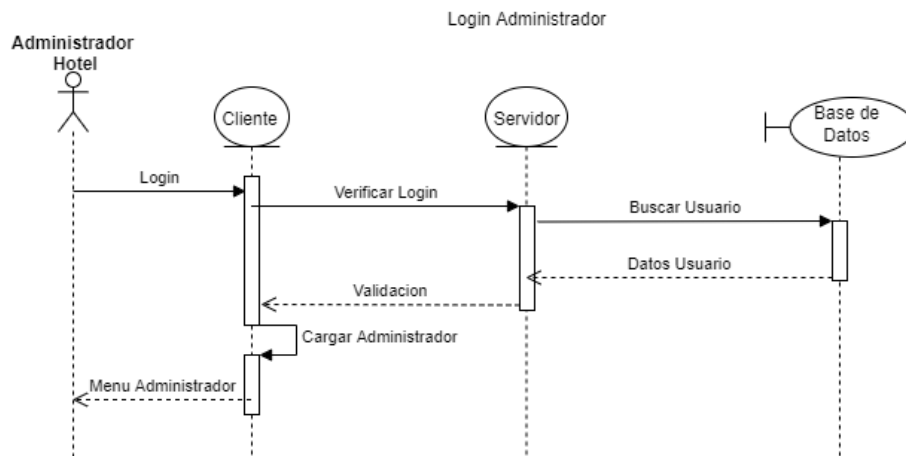 Login Administrador
Administrador
Hotel
Cliente
Servidor
Base de
Datos
Login
Verificar Login
Buscar Usuario
Datos Usuario
Validacion
Cargar Administrador
Menu Administrador